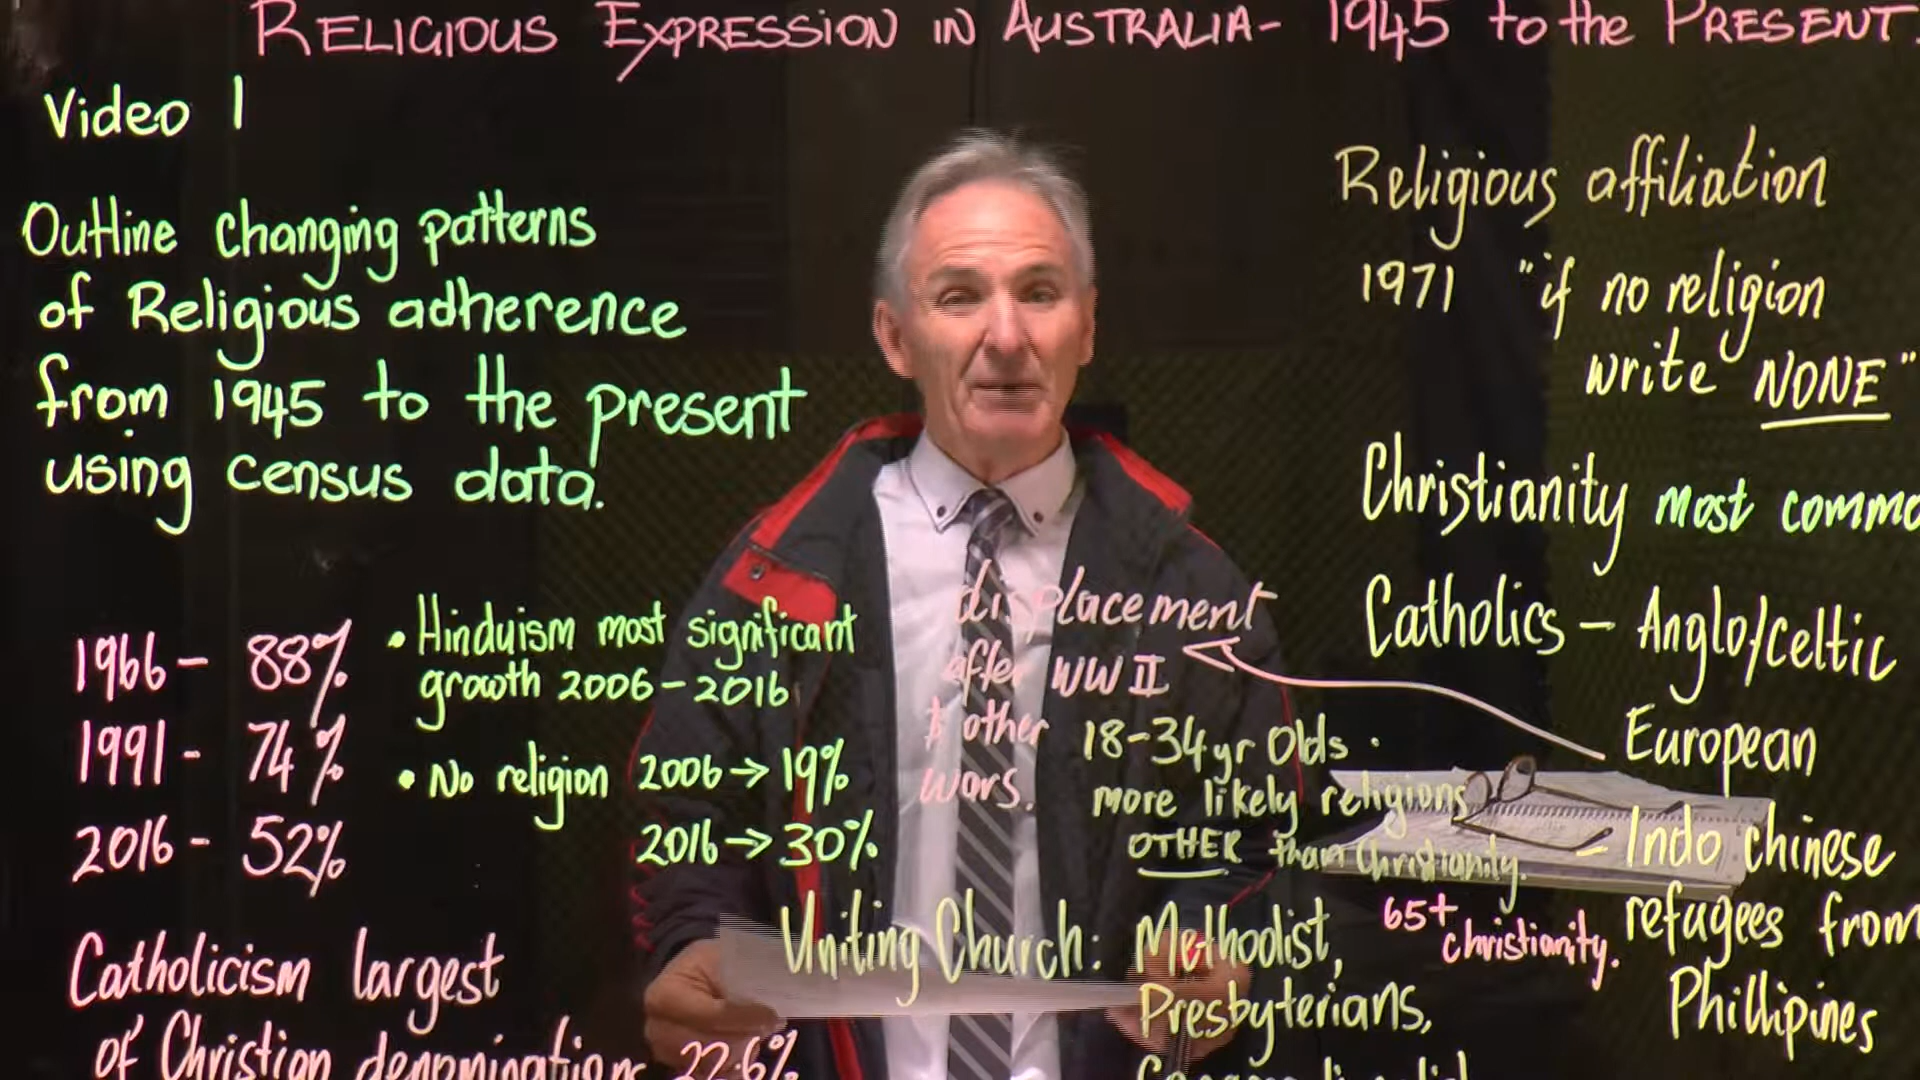 RELIGIOUS EXPRESSION IN AUSTRALIA- 1945 to the PRESENT.
Video 1
Outline changing patterns
of Religious adherence
from 1945 to the present
using census data.
1966 - 88%
1991 - 74%
2016 - 52%
• Hinduism most significant
growth 2006-2016
• No religion 2006→19%
2016→30%
Catholicism largest
of Christian denominations 22.6%
displacement
after WW II
& other
wars.
18-34 yr Olds.
more likely religions
OTHER than Christianity.
65+
christianity.
Uniting Church: Methodist,
Presbyterians,
Religious affiliation
1971 "if no religion
write NONE"
Christianity most commo
Catholics - Anglo/celtic
European
- Indo chinese
refugees from
Phillipines